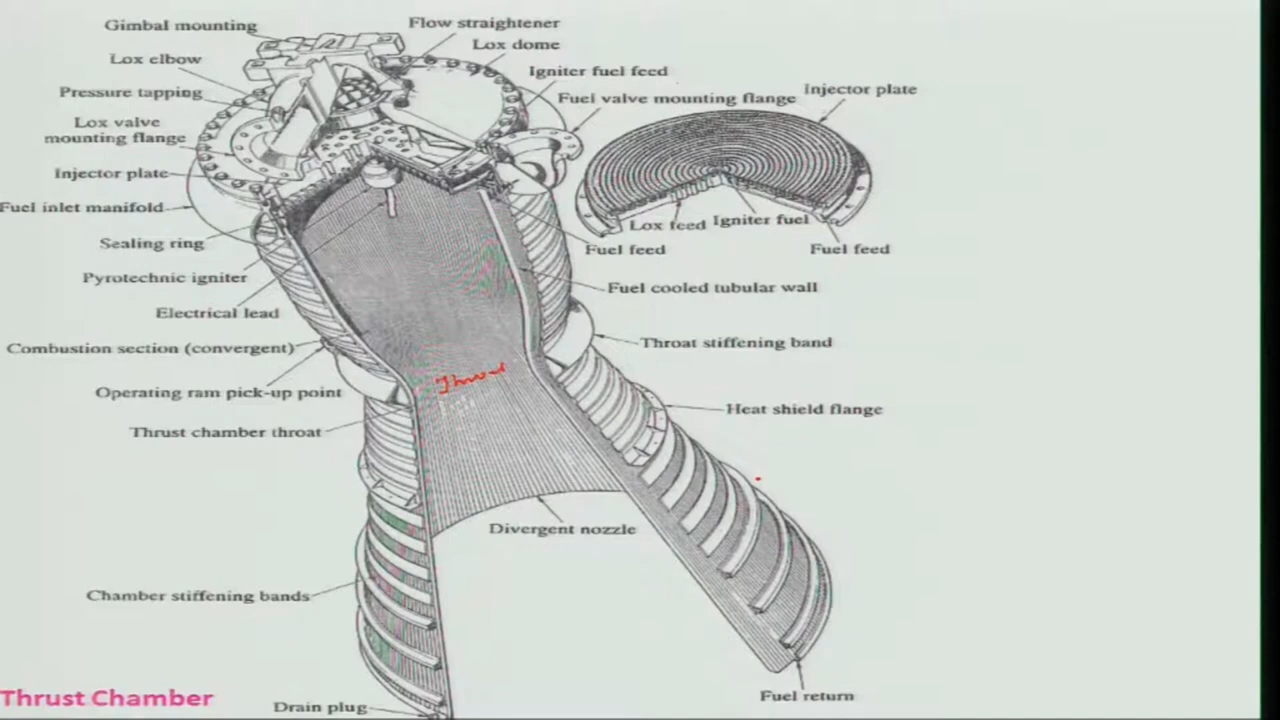 Gimbal mounting
Flow straightener
Lox dome
Lox elbow
Igniter fuel feed
Pressure tapping
Fuel valve mounting flange
Injector plate
Lox valve
mounting flange
Injector plate
Fuel inlet manifold
Lox feed
Igniter fuel
Sealing ring
Fuel feed
Fuel feed
Pyrotechnic igniter
Fuel cooled tubular wall
Electrical lead
Combustion section (convergent)
Throat stiffening band
Operating ram pick-up point
Heat shield flange
Thrust chamber throat
Divergent nozzle
Chamber stiffening bands
Thrust Chamber
Fuel return
Drain plug